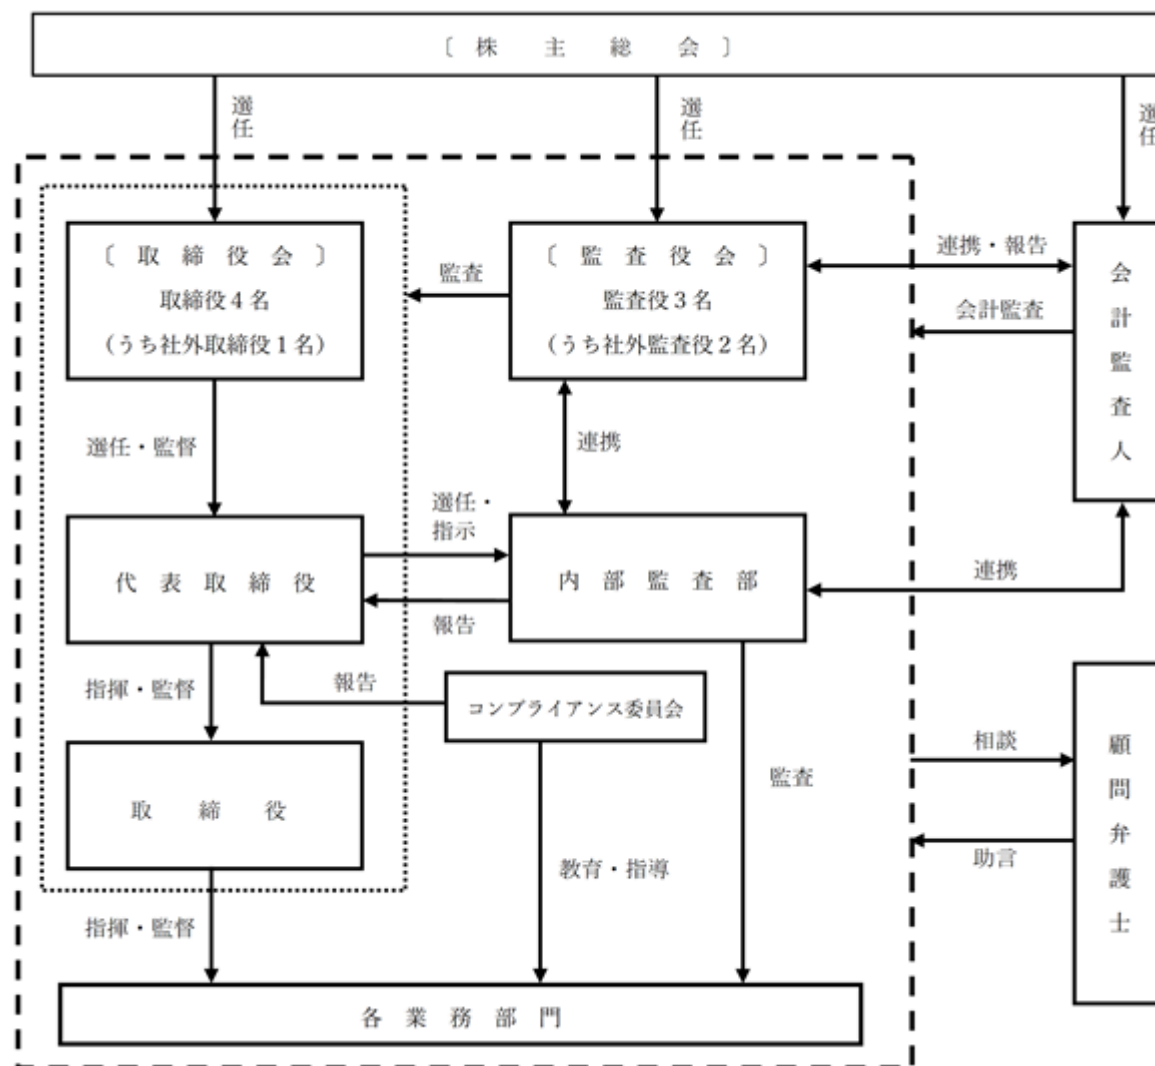 〔 株 主 総 会 〕
選任
選任
選任
〔 取 締 役 会 〕
取締役4名
(うち社外取締役1名)
監査
〔 監 査 役 会 〕
監査役3名
(うち社外監査役2名)
連携・報告
会計監査
会計監査人
選任・監督
連携
選任・
指示
代 表 取 締 役
内 部 監 査 部
連携
報告
指揮・監督
報告
コンプライアンス委員会
取 締 役
監査
相談
助言
顧問弁護士
教育・指導
指揮・監督
各 業 務 部 門